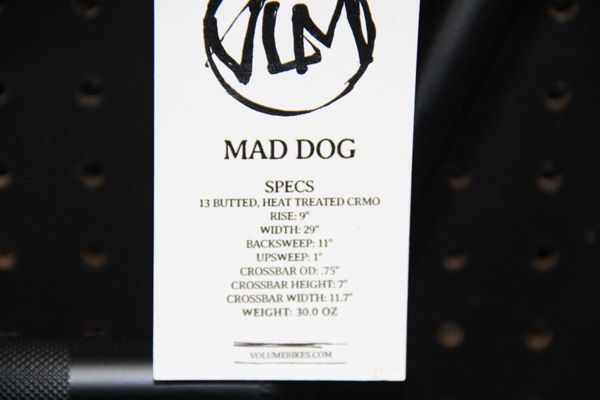 VLM
MAD DOG
SPECS
13 BUTTED, HEAT TREATED CRMO
RISE: 9"
WIDTH: 29"
BACKSWEEP: 11°
UPSWEEP: 1°
CROSSBAR OD: .75"
CROSSBAR HEIGHT: 7"
CROSSBAR WIDTH: 11.7"
WEIGHT: 30.0 OZ
VOLUMEBIKES.COM